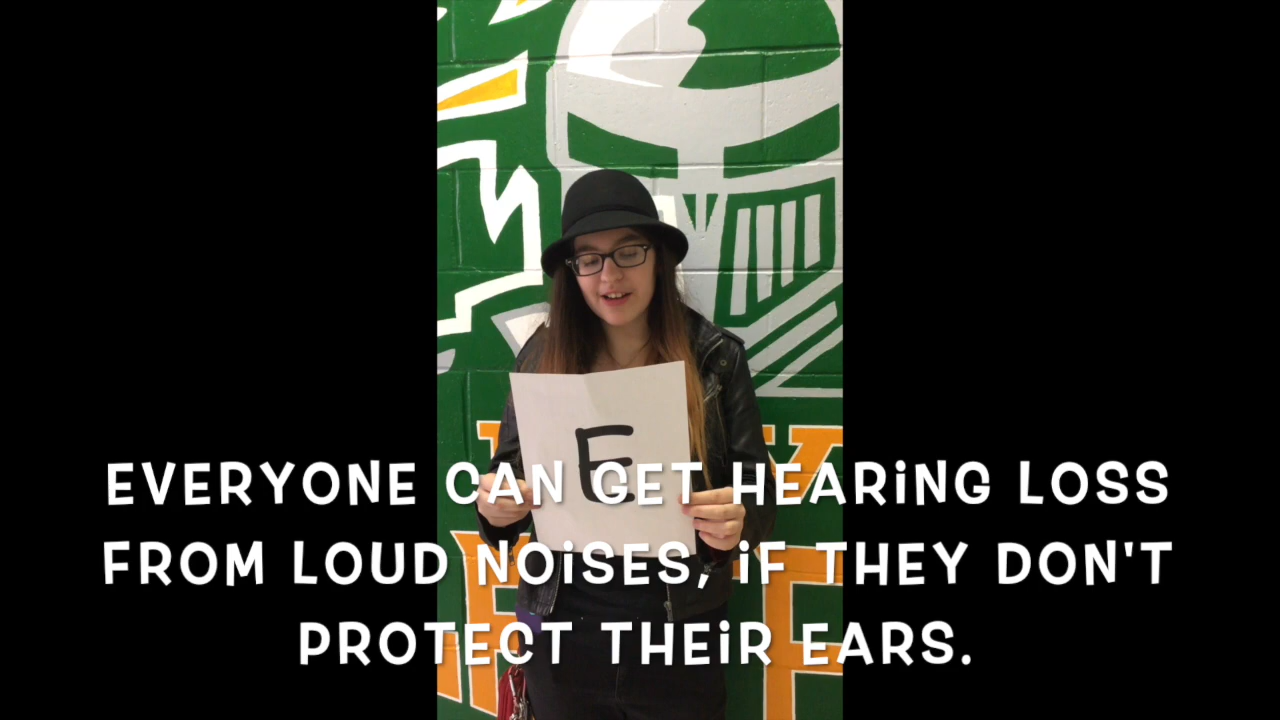 E
EVERYONE CAN GET HEARING LOSS
FROM LOUD NOISES, IF THEY DON'T
PROTECT THEIR EARS.